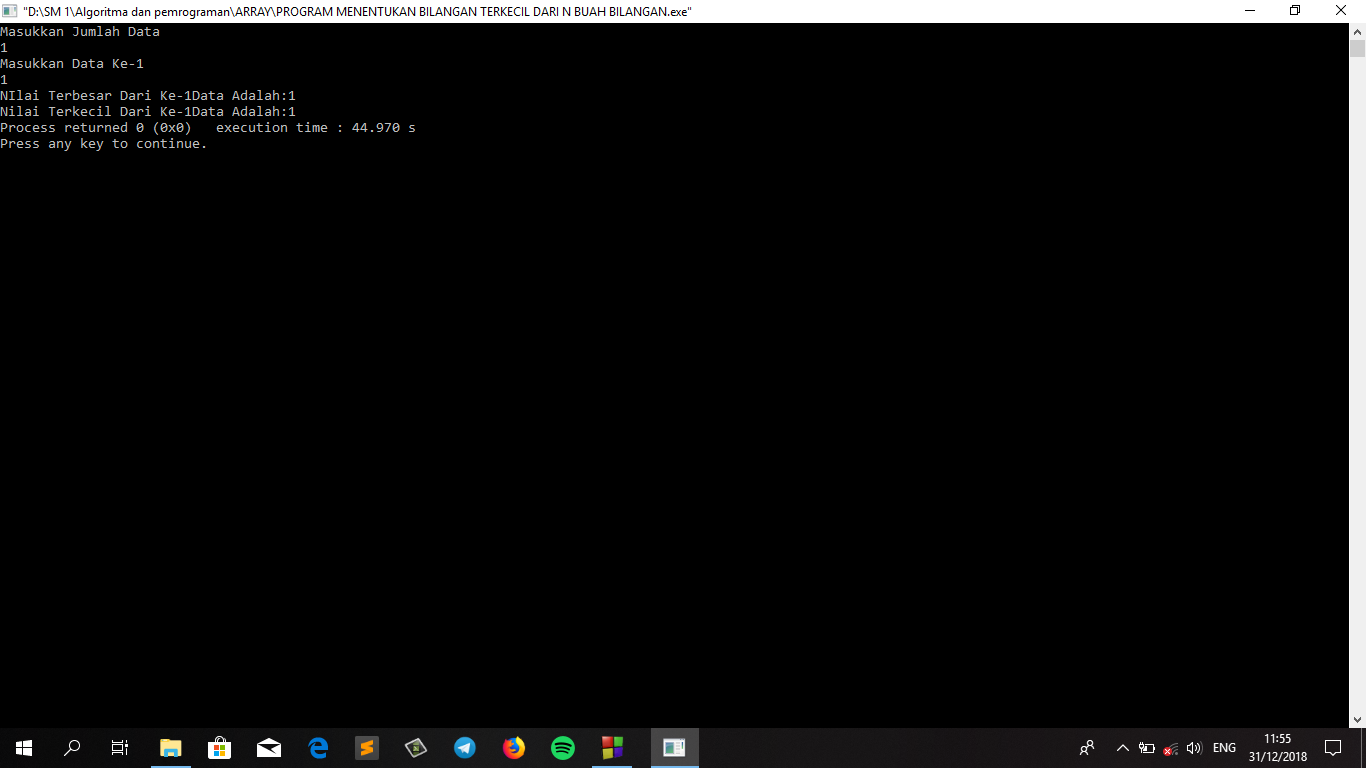 "D:\SM 1\Algoritma dan pemrograman\ARRAY\PROGRAM MENENTUKAN BILANGAN TERKECIL DARI N BUAH BILANGAN.exe"
Masukkan Jumlah Data
1
Masukkan Data Ke-1
1
NIlai Terbesar Dari Ke-1Data Adalah:1
Nilai Terkecil Dari Ke-1Data Adalah:1
Process returned 0 (0x0)   execution time : 44.970 s
Press any key to continue.
ENG
11:55
31/12/2018